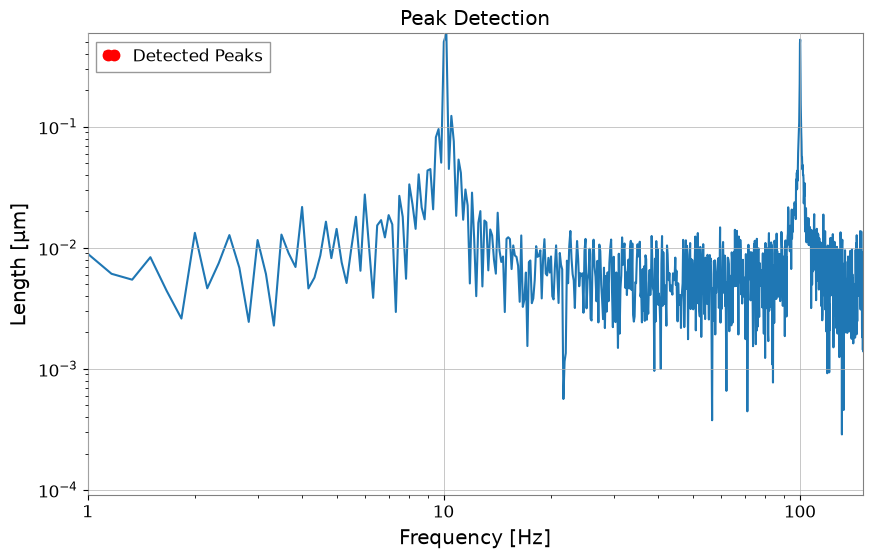 Peak Detection
Detected Peaks
10⁻¹
10⁻²
10⁻³
10⁻⁴
Length [μm]
1
10
100
Frequency [Hz]